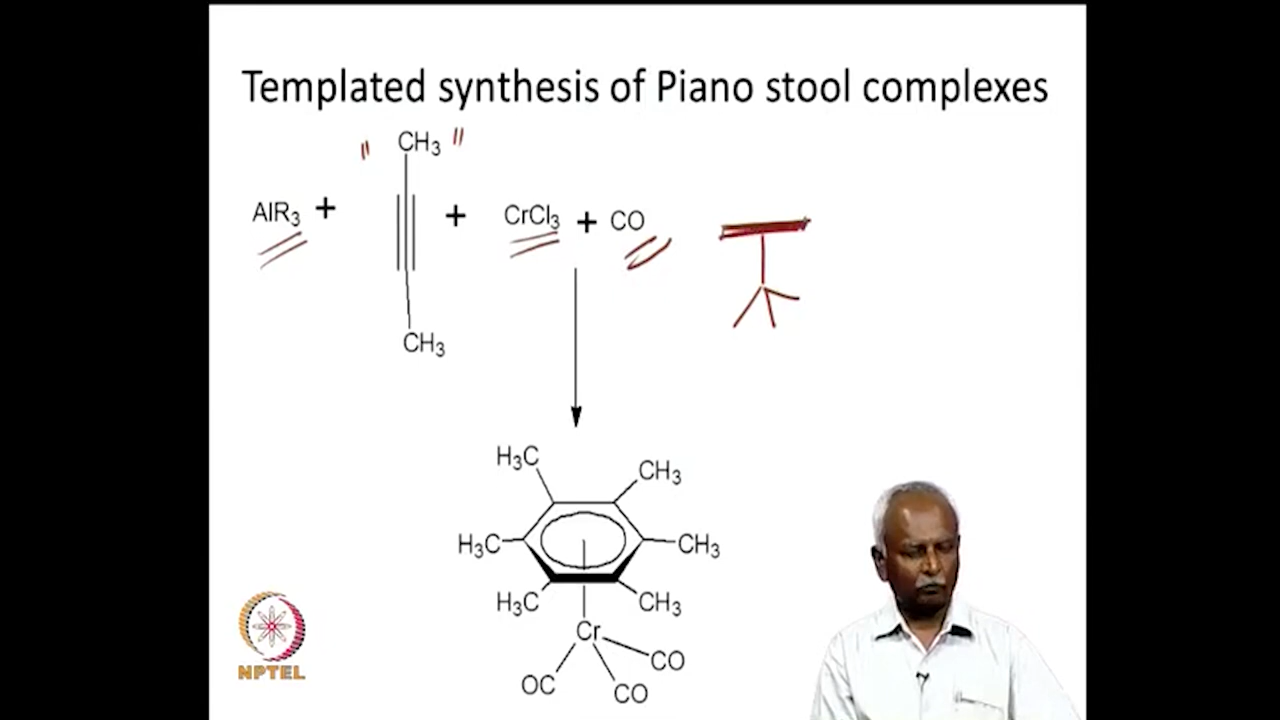 Templated synthesis of Piano stool complexes
" CH3 "
AlR3 + + CrCl3 + CO
CH3
H3C CH3
H3C CH3
H3C CH3
Cr
CO
OC CO
NPTEL